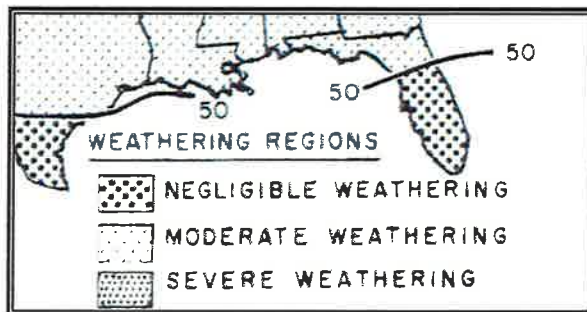 50
50
50
WEATHERING REGIONS
NEGLIGIBLE WEATHERING
MODERATE WEATHERING
SEVERE WEATHERING